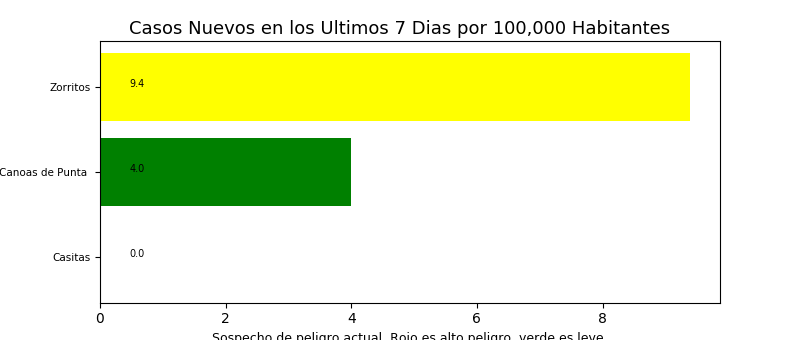 Casos Nuevos en los Ultimos 7 Dias por 100,000 Habitantes
Zorritos
9.4
Canoas de Punta
4.0
Casitas
0.0
0 2 4 6 8
Sospecho de peligro actual. Rojo es alto peligro, verde es leve